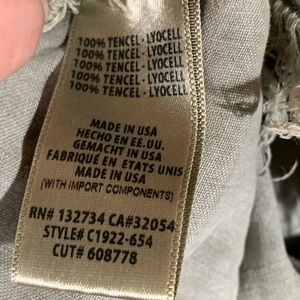 100% TENCEL - LYOCELL
100% TENCEL - LYOCELL
100% TENCEL - LYOCELL
100% TENCEL - LYOCELL
100% TENCEL - LYOCELL
MADE IN USA
HECHO EN EE.UU.
GEMACHT IN USA
FABRIQUÉ EN ETATS UNIS
MADE IN USA
(WITH IMPORT COMPONENTS)
RN# 132734 CA#32054
STYLE# C1922-654
CUT# 608778